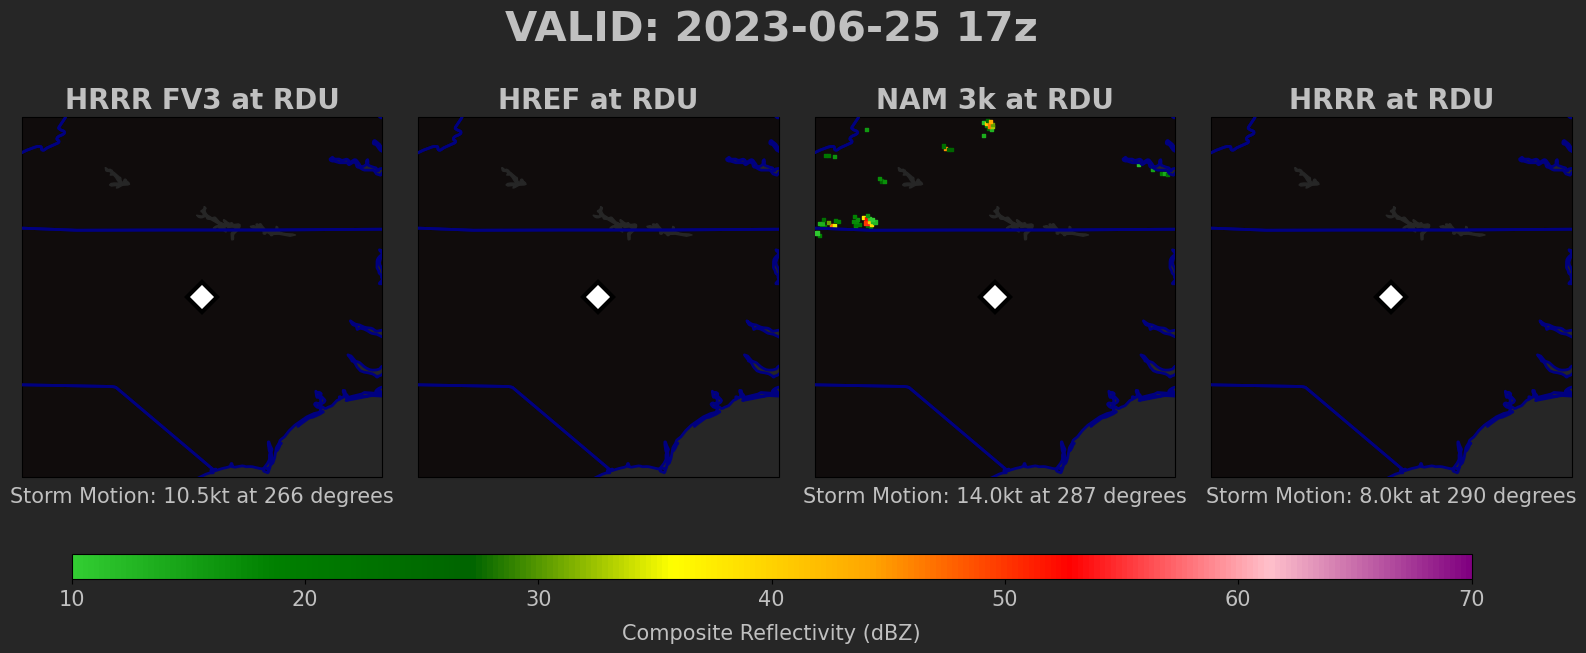 VALID: 2023-06-25 17z
HRRR FV3 at RDU
HREF at RDU
NAM 3k at RDU
HRRR at RDU
Storm Motion: 10.5kt at 266 degrees
Storm Motion: 14.0kt at 287 degrees
Storm Motion: 8.0kt at 290 degrees
10 20 30 40 50 60 70
Composite Reflectivity (dBZ)